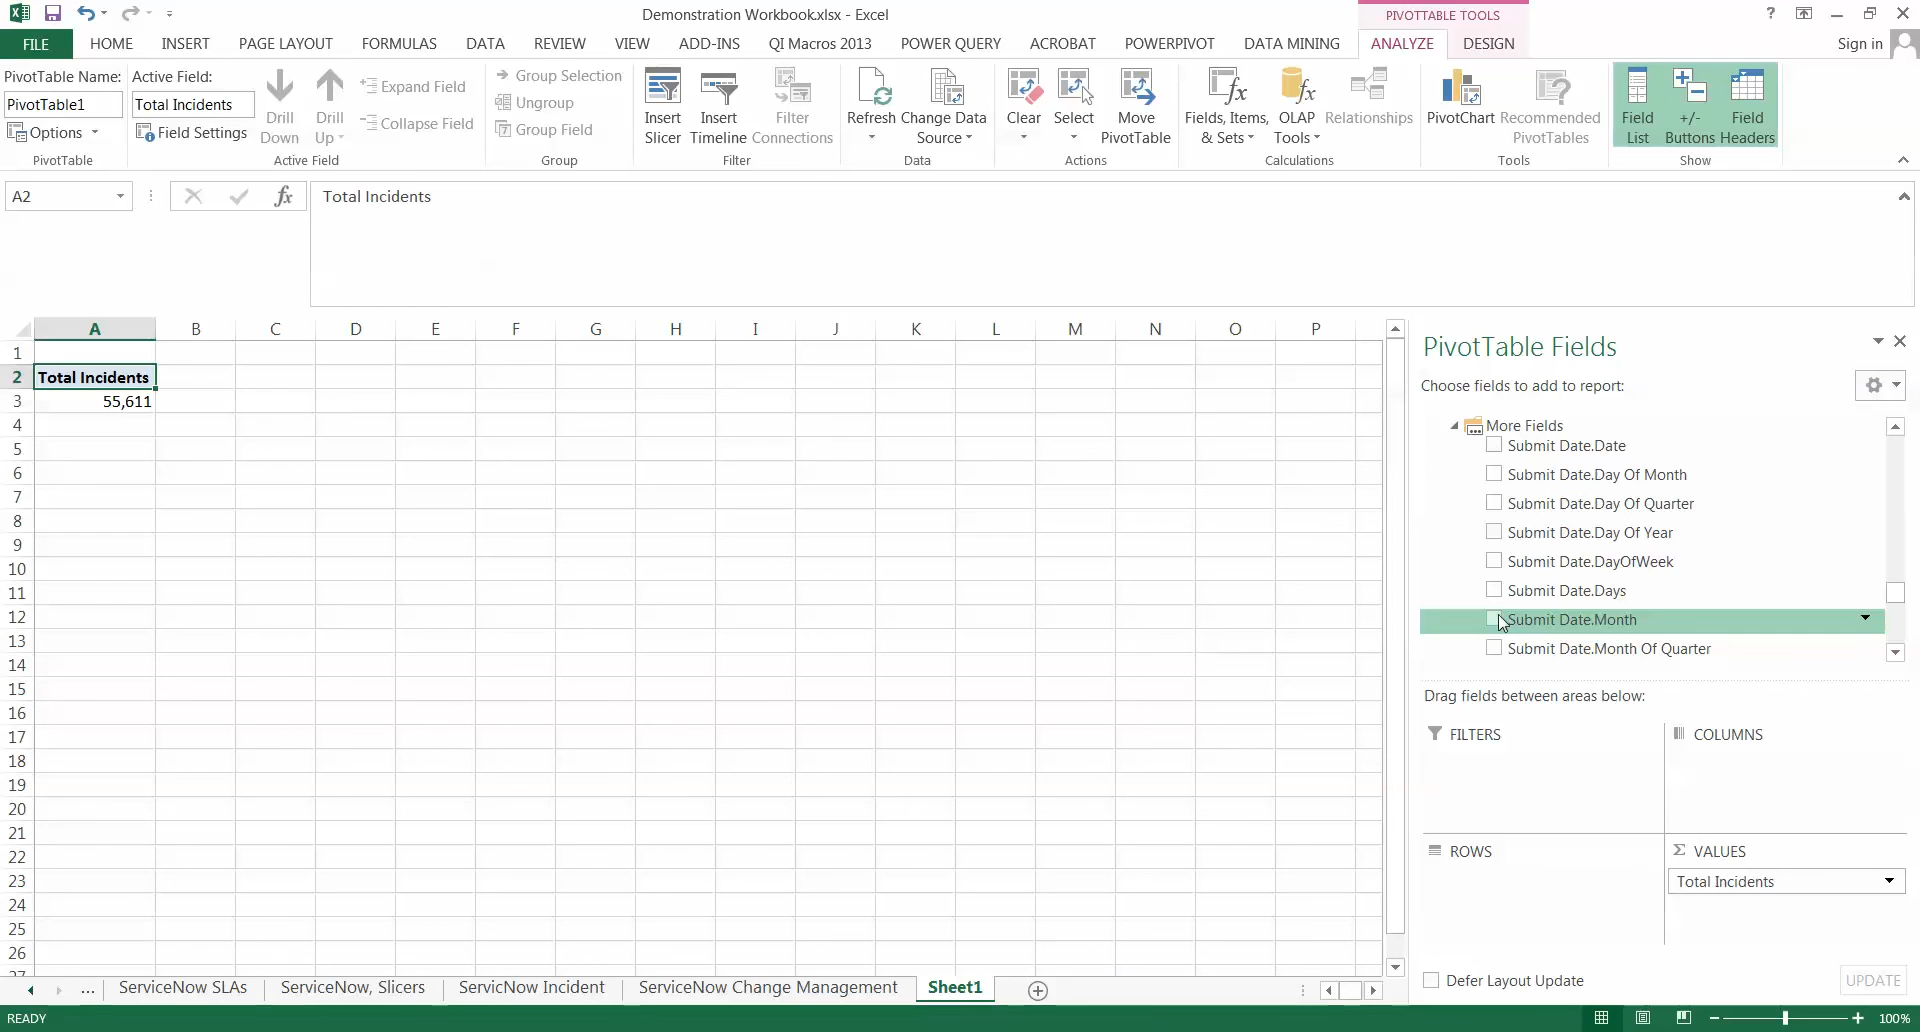 Demonstration Workbook.xlsx - Excel
PIVOTTABLE TOOLS
?
FILE HOME INSERT PAGE LAYOUT FORMULAS DATA REVIEW VIEW ADD-INS QI Macros 2013 POWER QUERY ACROBAT POWERPIVOT DATA MINING ANALYZE DESIGN Sign in
PivotTable Name:
PivotTable1
Options
PivotTable
Active Field:
Total Incidents
Field Settings
Drill
Down
Drill
Up
Expand Field
Collapse Field
Active Field
Group Selection
Ungroup
Group Field
Group
Insert
Slicer
Insert
Timeline
Filter
Connections
Filter
Refresh
Change Data
Source
Data
Clear
Select
Move
PivotTable
Actions
Fields, Items,
& Sets
OLAP
Tools
Relationships
Calculations
PivotChart
Recommended
PivotTables
Tools
Field
List
+/-
Buttons
Field
Headers
Show
A2
fx
Total Incidents
A B C D E F G H I J K L M N O P
1
2 Total Incidents
3 55,611
4
5
6
7
8
9
10
11
12
13
14
15
16
17
18
19
20
21
22
23
24
25
26
27
PivotTable Fields
Choose fields to add to report:
More Fields
Submit Date.Date
Submit Date.Day Of Month
Submit Date.Day Of Quarter
Submit Date.Day Of Year
Submit Date.DayOfWeek
Submit Date.Days
Submit Date.Month
Submit Date.Month Of Quarter
Drag fields between areas below:
FILTERS
COLUMNS
ROWS
Σ VALUES
Total Incidents
Defer Layout Update
UPDATE
... ServiceNow SLAs ServiceNow, Slicers ServicNow Incident ServiceNow Change Management Sheet1
READY
100%